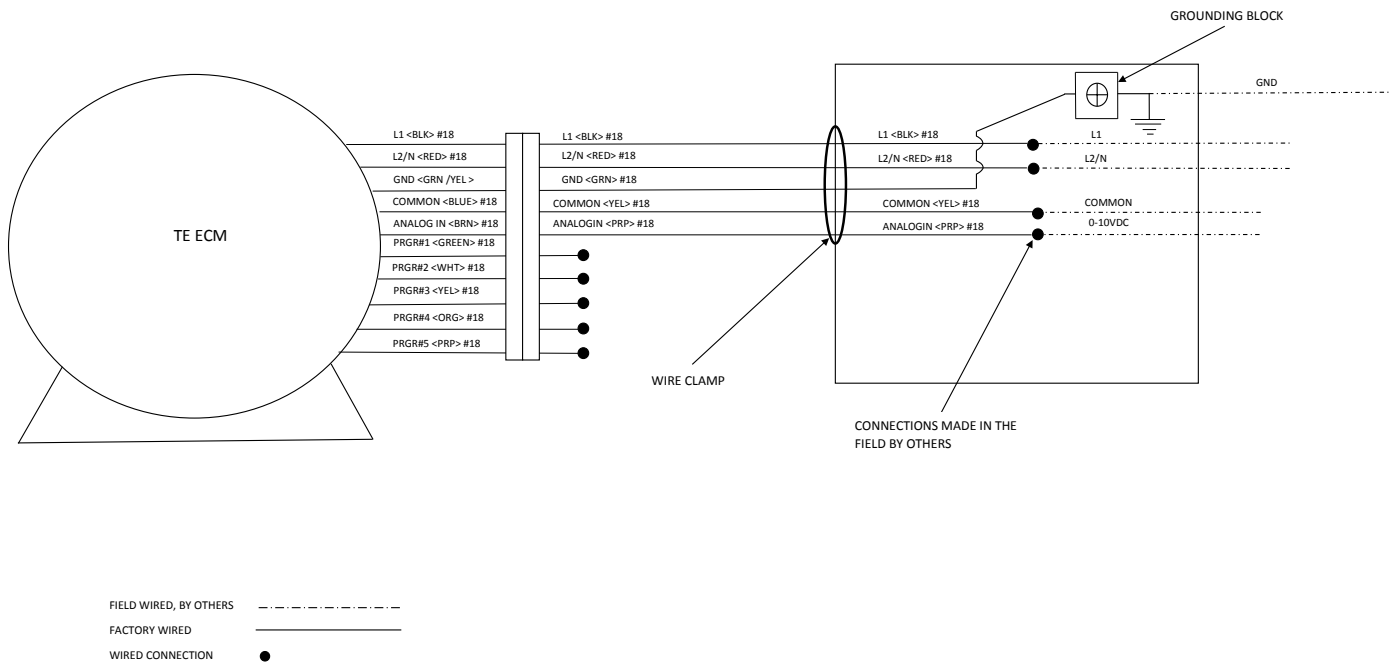 GROUNDING BLOCK
GND
L1 <BLK> #18
L1 <BLK> #18
L1 <BLK> #18
L1
L2/N <RED> #18
L2/N <RED> #18
L2/N <RED> #18
L2/N
GND <GRN /YEL >
GND <GRN> #18
COMMON <BLUE> #18
COMMON <YEL> #18
COMMON <YEL> #18
COMMON
ANALOG IN <BRN> #18
ANALOGIN <PRP> #18
ANALOGIN <PRP> #18
0-10VDC
TE ECM
PRGR#1 <GREEN> #18
PRGR#2 <WHT> #18
PRGR#3 <YEL> #18
PRGR#4 <ORG> #18
PRGR#5 <PRP> #18
WIRE CLAMP
CONNECTIONS MADE IN THE
FIELD BY OTHERS
FIELD WIRED, BY OTHERS
FACTORY WIRED
WIRED CONNECTION